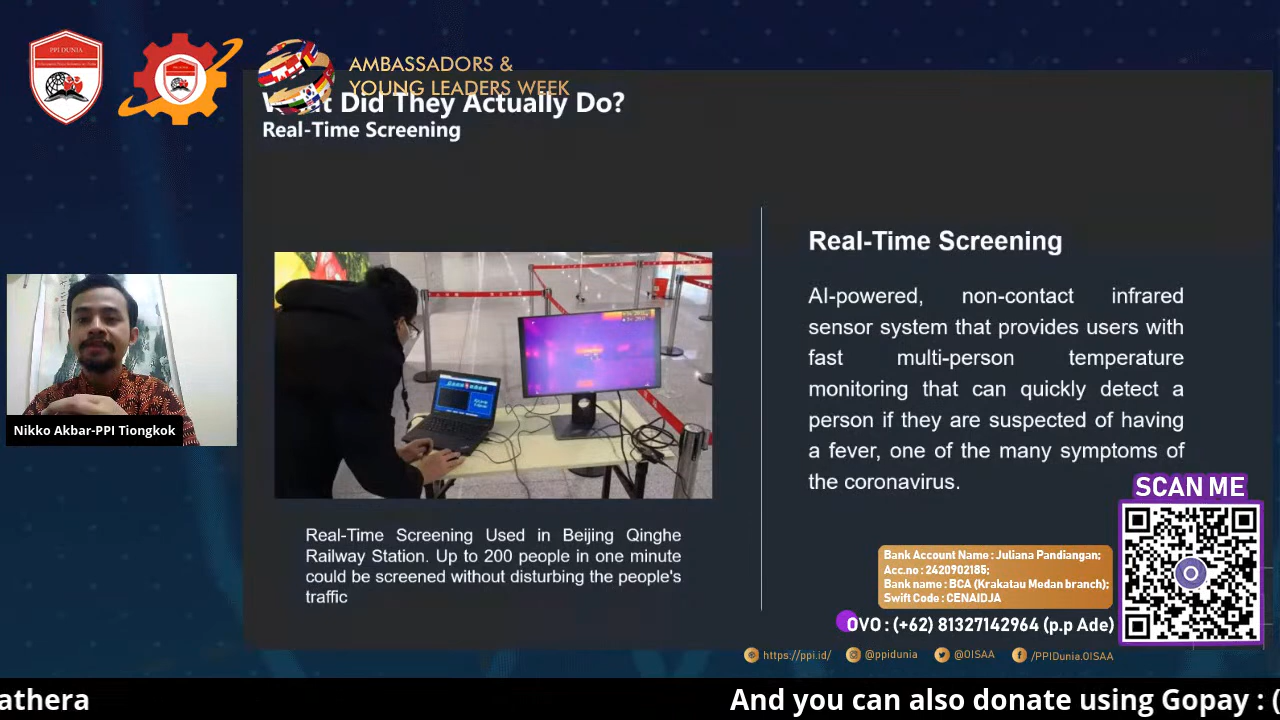 PPI DUNIA
AMBASSADORS &
YOUNG LEADERS WEEK
What Did They Actually Do?
Real-Time Screening
Real-Time Screening
AI-powered, non-contact infrared
sensor system that provides users with
fast multi-person temperature
monitoring that can quickly detect a
person if they are suspected of having
a fever, one of the many symptoms of
the coronavirus.
Nikko Akbar-PPI Tiongkok
Real-Time Screening Used in Beijing Qinghe
Railway Station. Up to 200 people in one minute
could be screened without disturbing the people's
traffic
SCAN ME
Bank Account Name : Juliana Pandiangan;
Acc.no : 2420902185;
Bank name : BCA (Krakatau Medan branch);
Swift Code : CENAIDJA
OVO : (+62) 81327142964 (p.p Ade)
https://ppi.id/ @ppidunia @OISAA /PPIDunia.OISAA
athera And you can also donate using Gopay : (